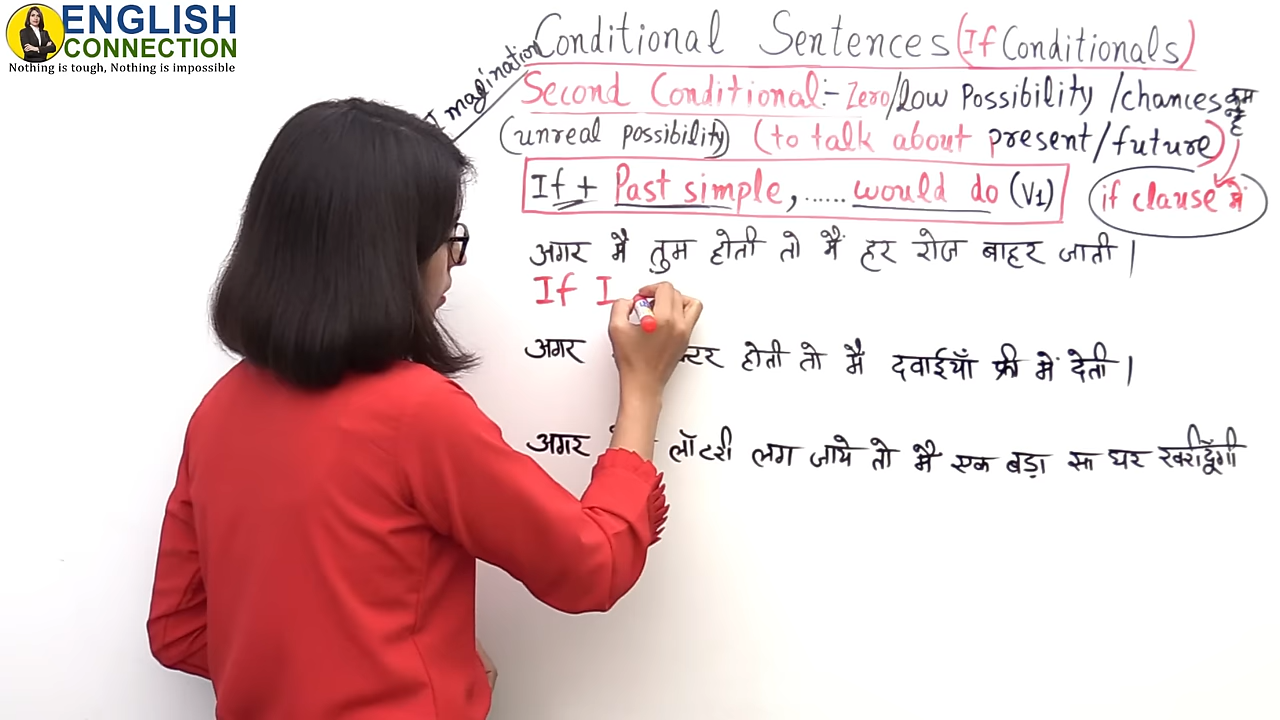 ENGLISH
CONNECTION
Nothing is tough, Nothing is impossible
Imagination
Conditional Sentences (If Conditionals)
Second Conditional:- Zero/low Possibility /chances कम है
(unreal possibility) (to talk about present/future)
If + Past simple, ...... would do (V1)
if clause में
अगर मैं तुम होती तो मैं हर रोज बाहर जाती।
If I
अगर होती तो मैं दवाईयाँ फ्री में देती।
अगर लॉटरी लग जाये तो मैं एक बड़ा सा घर खरीदूँगी